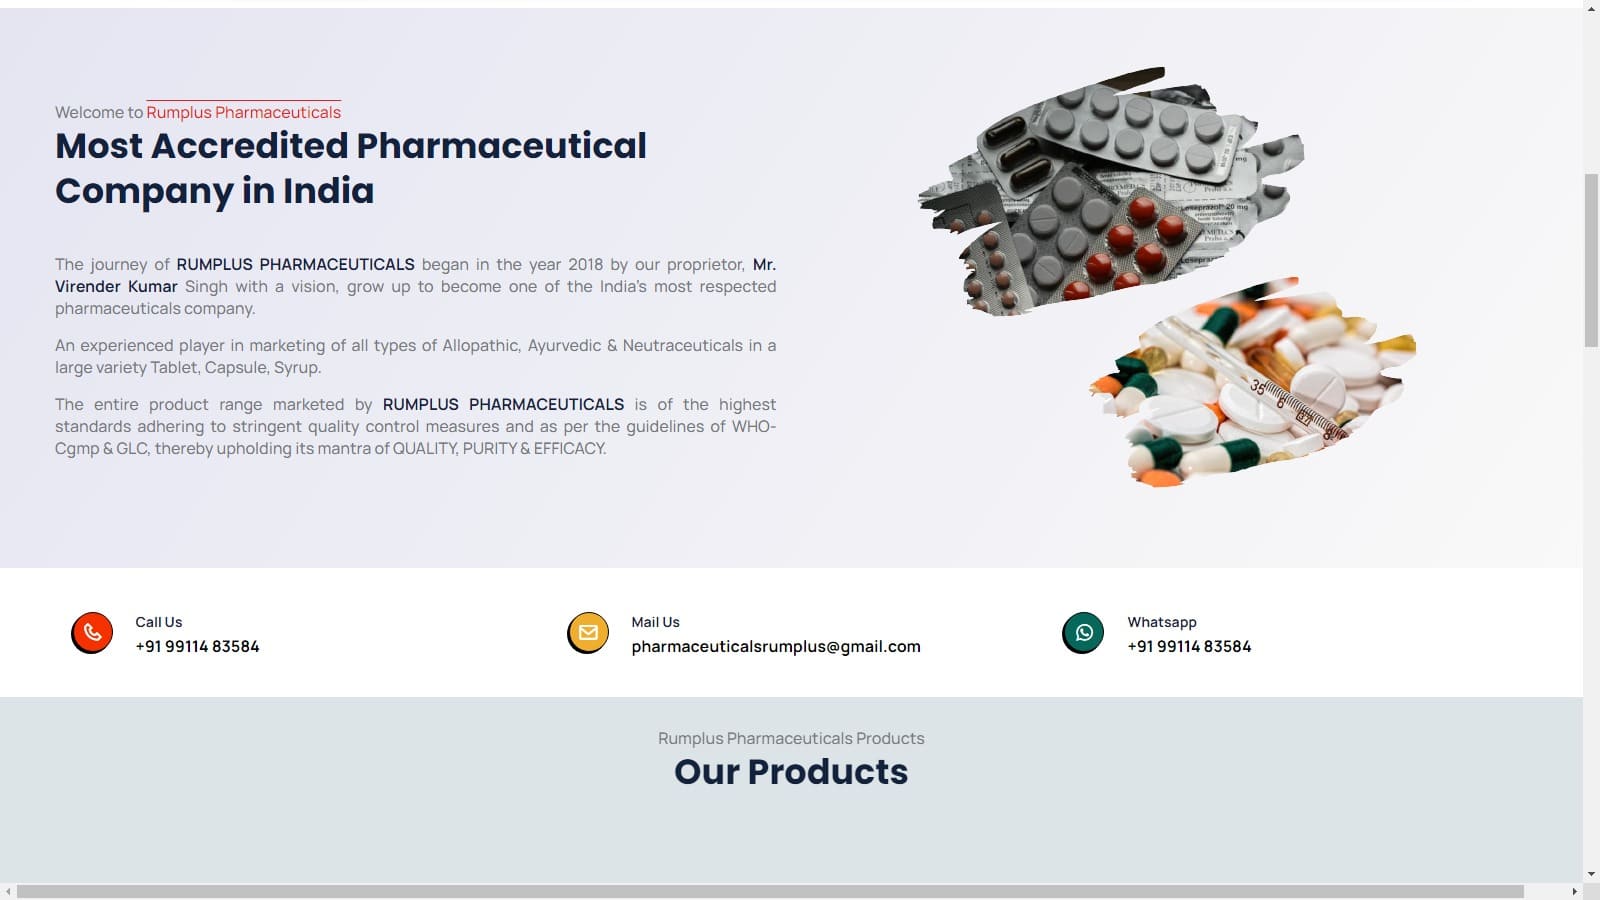 Welcome to Rumplus Pharmaceuticals
Most Accredited Pharmaceutical
Company in India
The journey of RUMPLUS PHARMACEUTICALS began in the year 2018 by our proprietor, Mr.
Virender Kumar Singh with a vision, grow up to become one of the India's most respected
pharmaceuticals company.
An experienced player in marketing of all types of Allopathic, Ayurvedic & Neutraceuticals in a
large variety Tablet, Capsule, Syrup.
The entire product range marketed by RUMPLUS PHARMACEUTICALS is of the highest
standards adhering to stringent quality control measures and as per the guidelines of WHO-
Cgmp & GLC, thereby upholding its mantra of QUALITY, PURITY & EFFICACY.
35
Call Us
+91 99114 83584
Mail Us
pharmaceuticalsrumplus@gmail.com
Whatsapp
+91 99114 83584
Rumplus Pharmaceuticals Products
Our Products